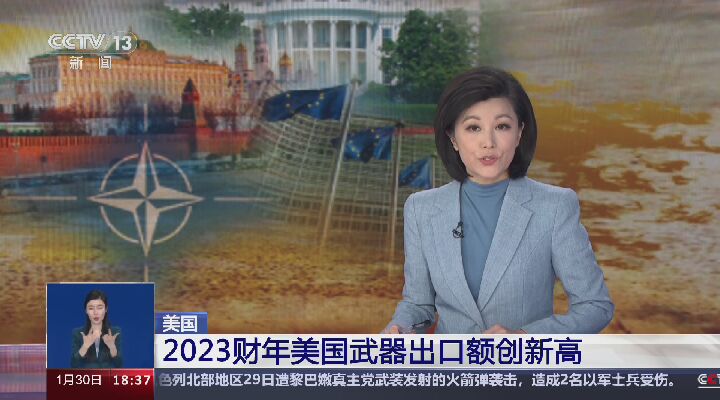 CCTV 13
新闻
美国
2023财年美国武器出口额创新高
1月30日 18:37 色列北部地区29日遭黎巴嫩真主党武装发射的火箭弹袭击，造成2名以军士兵受伤。